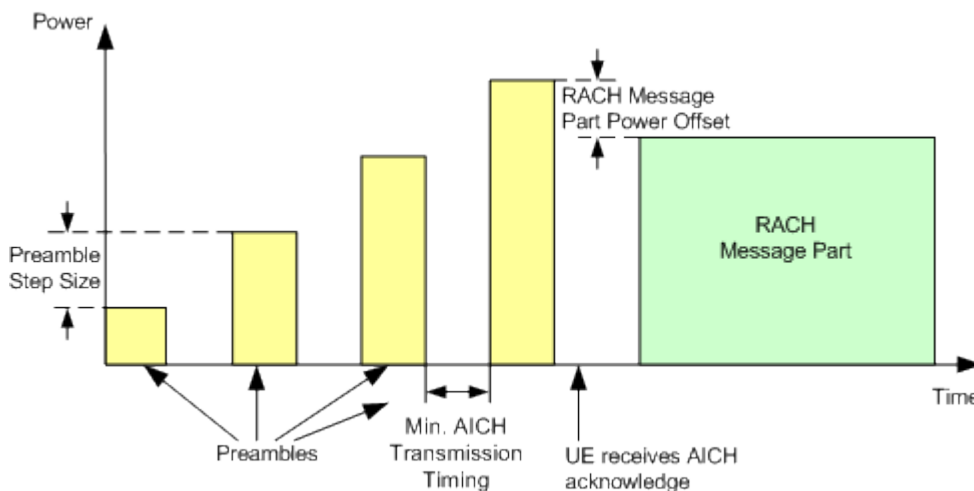 Power
RACH Message
Part Power Offset
Preamble
Step Size
RACH
Message Part
Time
Preambles
Min. AICH
Transmission
Timing
UE receives AICH
acknowledge